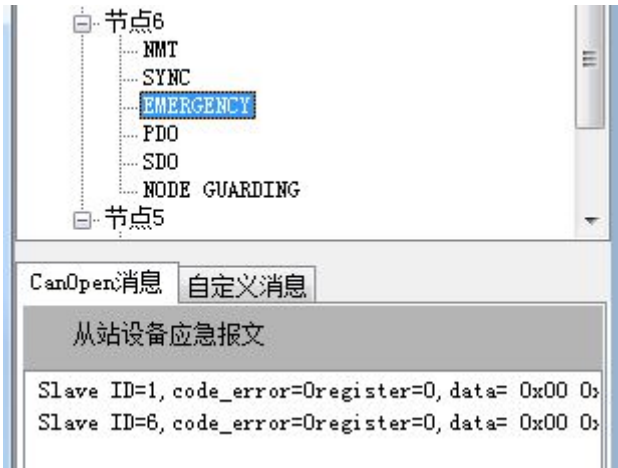 节点6
NMT
SYNC
EMERGENCY
PDO
SDO
NODE GUARDING
节点5
CanOpen消息 自定义消息
从站设备应急报文
Slave ID=1, code_error=0register=0, data= 0x00 0x
Slave ID=6, code_error=0register=0, data= 0x00 0x